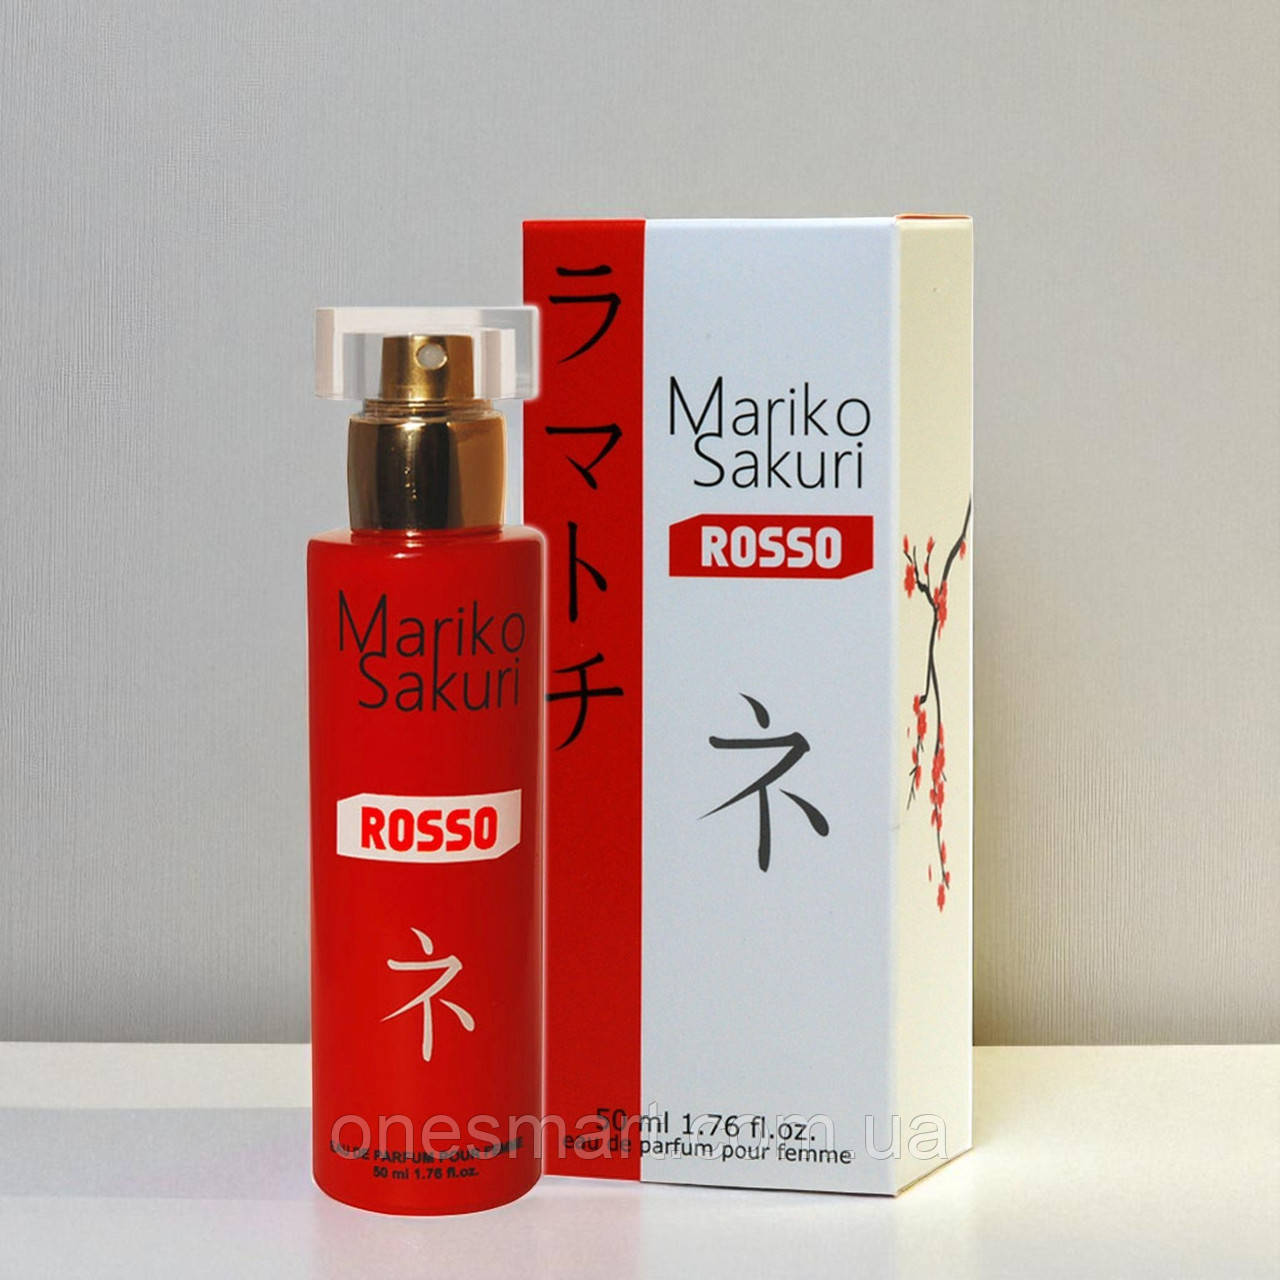 Mariko
Sakuri
ROSSO
ネ
EAU DE PARFUM POUR FEMME
50 ml 1.76 fl.oz.
ラマトチ
Mariko
Sakuri
ROSSO
ネ
50 ml 1.76 fl.oz.
eau de parfum pour femme
onesmart.com.ua